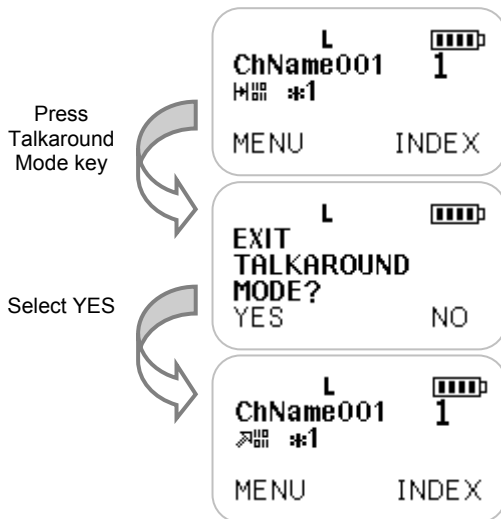 L
ChName001 1
*1
MENU INDEX
Press
Talkaround
Mode key
L
EXIT
TALKAROUND
MODE?
YES NO
Select YES
L
ChName001 1
*1
MENU INDEX